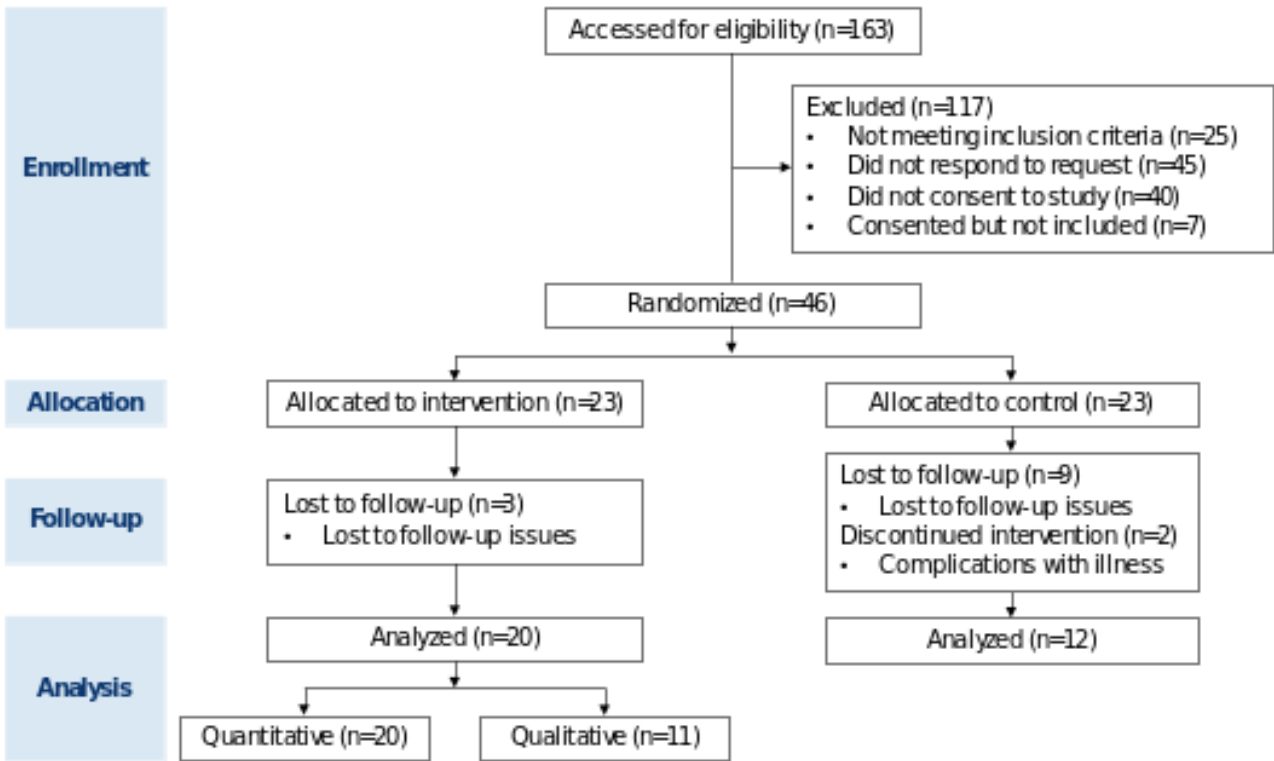 Accessed for eligibility (n=163)
Enrollment
Excluded (n=117)
• Not meeting inclusion criteria (n=25)
• Did not respond to request (n=45)
• Did not consent to study (n=40)
• Consented but not included (n=7)
Randomized (n=46)
Allocation
Allocated to intervention (n=23)
Allocated to control (n=23)
Follow-up
Lost to follow-up (n=3)
• Lost to follow-up issues
Lost to follow-up (n=9)
• Lost to follow-up issues
Discontinued intervention (n=2)
• Complications with illness
Analysis
Analyzed (n=20)
Analyzed (n=12)
Quantitative (n=20)
Qualitative (n=11)